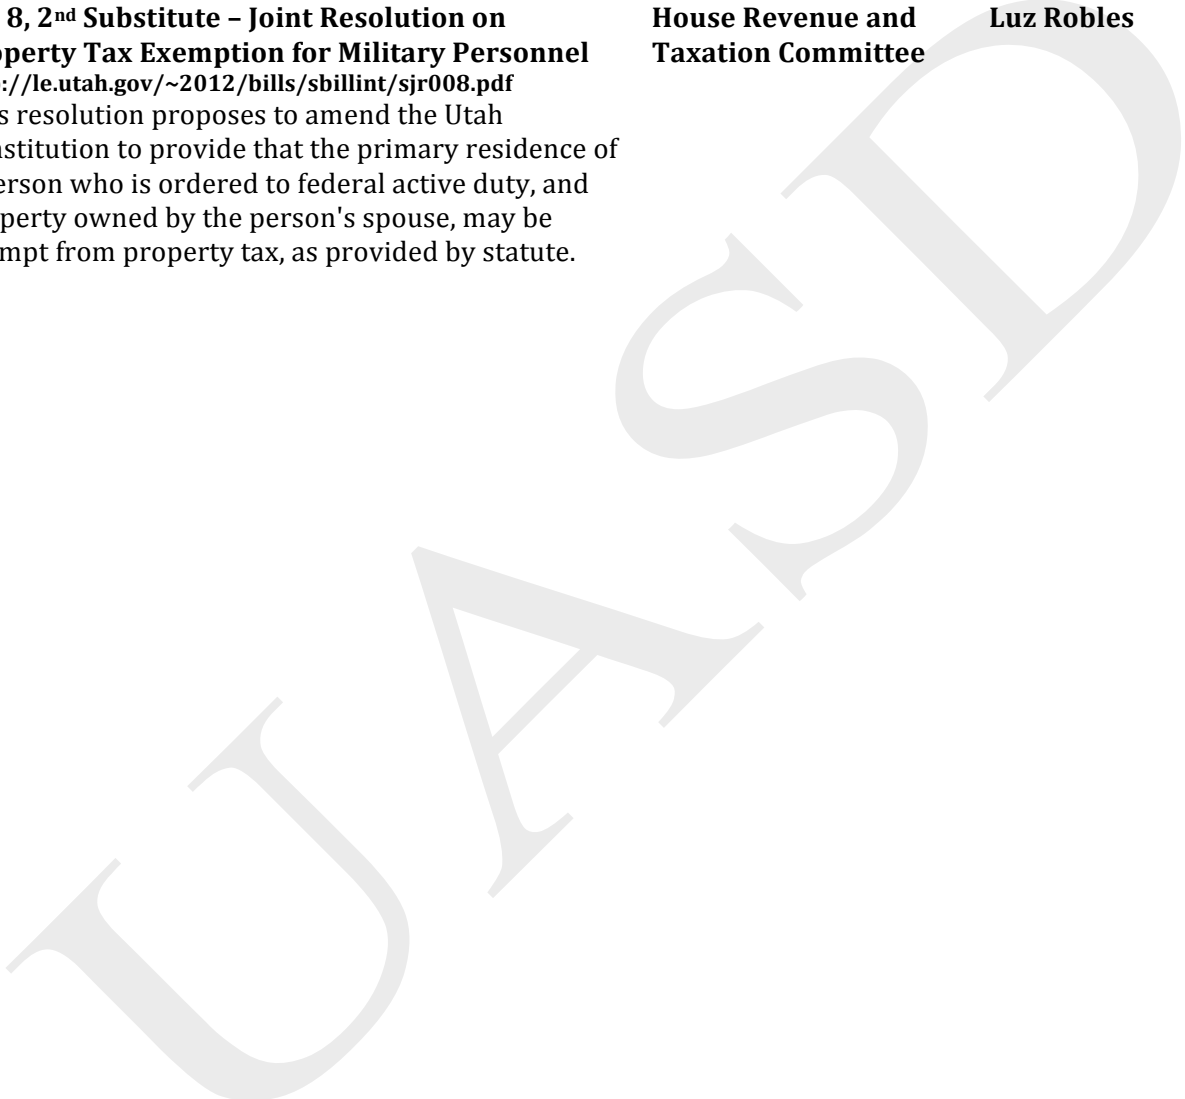 8, 2nd Substitute – Joint Resolution on
operty Tax Exemption for Military Personnel
://le.utah.gov/~2012/bills/sbillint/sjr008.pdf
s resolution proposes to amend the Utah
nstitution to provide that the primary residence of
erson who is ordered to federal active duty, and
perty owned by the person's spouse, may be
mpt from property tax, as provided by statute.
House Revenue and
Taxation Committee
Luz Robles
UASD